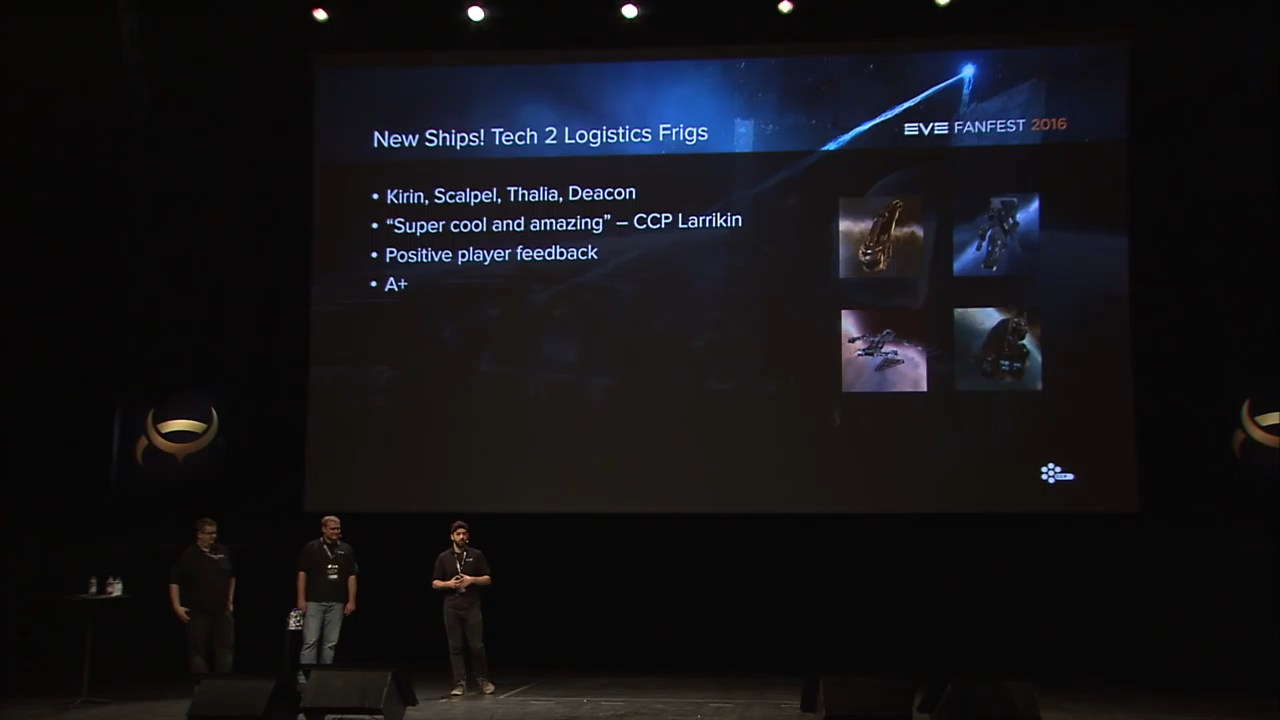 New Ships! Tech 2 Logistics Frigs
EVE FANFEST 2016
• Kirin, Scalpel, Thalia, Deacon
• “Super cool and amazing” – CCP Larrikin
• Positive player feedback
• A+